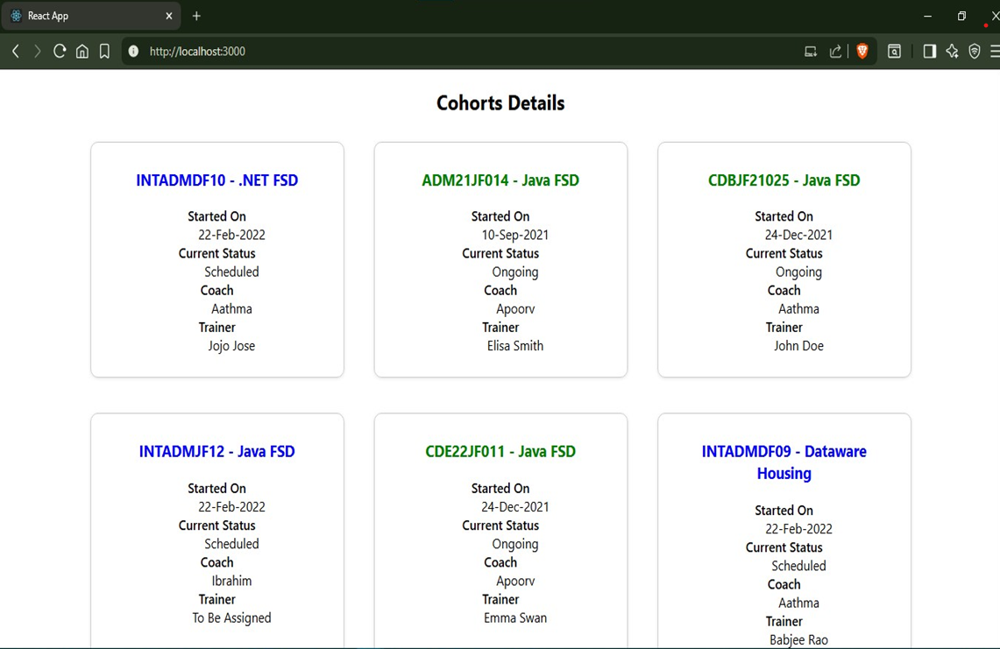 React App
http://localhost:3000
Cohorts Details
INTADMDF10 - .NET FSD
Started On
22-Feb-2022
Current Status
Scheduled
Coach
Aathma
Trainer
Jojo Jose
ADM21JF014 - Java FSD
Started On
10-Sep-2021
Current Status
Ongoing
Coach
Apoorv
Trainer
Elisa Smith
CDBJF21025 - Java FSD
Started On
24-Dec-2021
Current Status
Ongoing
Coach
Aathma
Trainer
John Doe
INTADMJF12 - Java FSD
Started On
22-Feb-2022
Current Status
Scheduled
Coach
Ibrahim
Trainer
To Be Assigned
CDE22JF011 - Java FSD
Started On
24-Dec-2021
Current Status
Ongoing
Coach
Apoorv
Trainer
Emma Swan
INTADMDF09 - Dataware
Housing
Started On
22-Feb-2022
Current Status
Scheduled
Coach
Aathma
Trainer
Babjee Rao